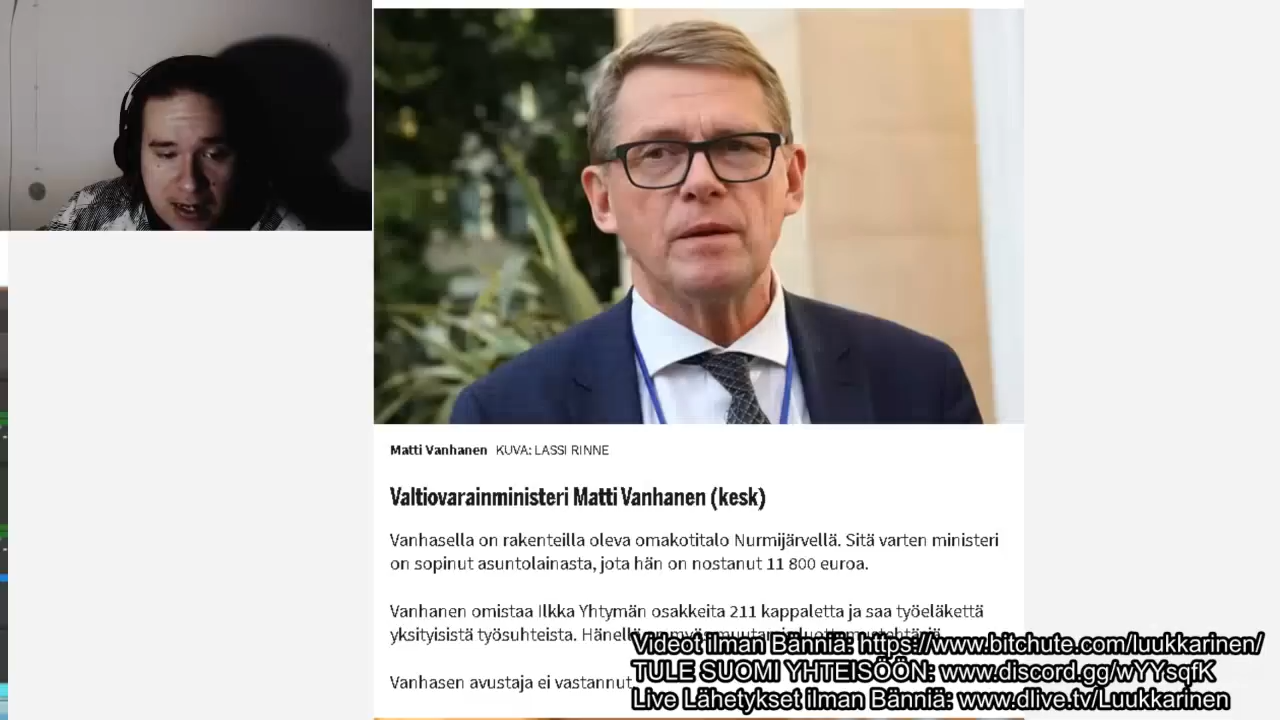 Matti Vanhanen KUVA: LASSI RINNE
Valtiovarainministeri Matti Vanhanen (kesk)
Vanhasella on rakenteilla oleva omakotitalo Nurmijärvellä. Sitä varten ministeri
on sopinut asuntolainasta, jota hän on nostanut 11 800 euroa.
Vanhanen omistaa Ilkka Yhtymän osakkeita 211 kappaletta ja saa työeläkettä
yksityisistä työsuhteista.
Videot ilman Bänniä: https://www.bitchute.com/luukkarinen/
TULE SUOMI YHTEISÖÖN: www.discord.gg/wYYsqfK
Vanhasen avustaja ei vastannut
Live Lähetykset ilman Bänniä: www.dlive.tv/Luukkarinen